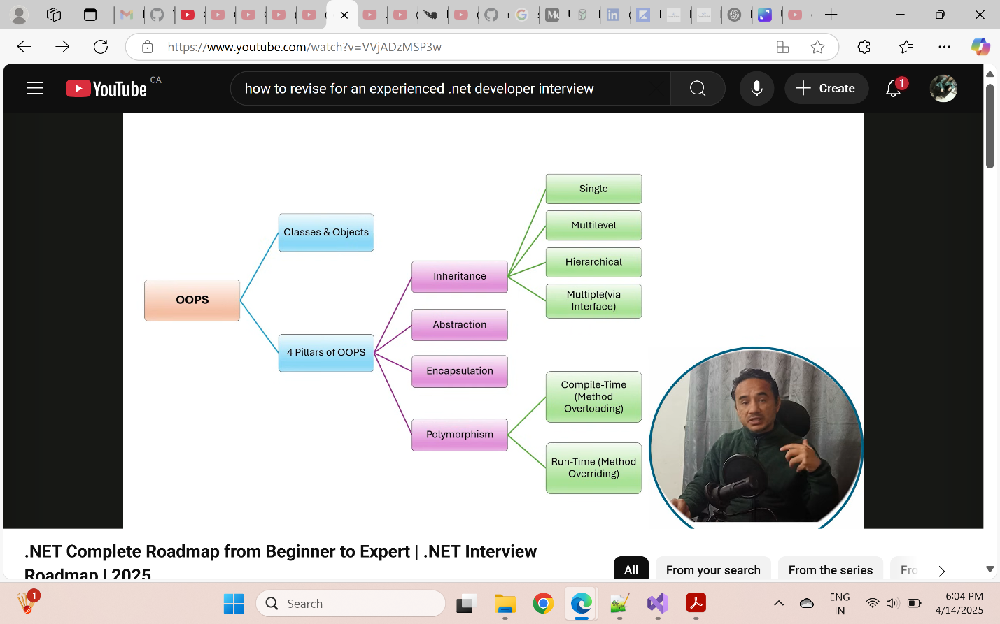 https://www.youtube.com/watch?v=VVjADzMSP3w
YouTube CA
how to revise for an experienced .net developer interview
Create
1
OOPS
Classes & Objects
4 Pillars of OOPS
Inheritance
Abstraction
Encapsulation
Polymorphism
Single
Multilevel
Hierarchical
Multiple(via
Interface)
Compile-Time
(Method
Overloading)
Run-Time (Method
Overriding)
.NET Complete Roadmap from Beginner to Expert | .NET Interview
Roadmap | 2025
All
From your search
From the series
Fro
1
Search
ENG
IN
6:04 PM
4/14/2025